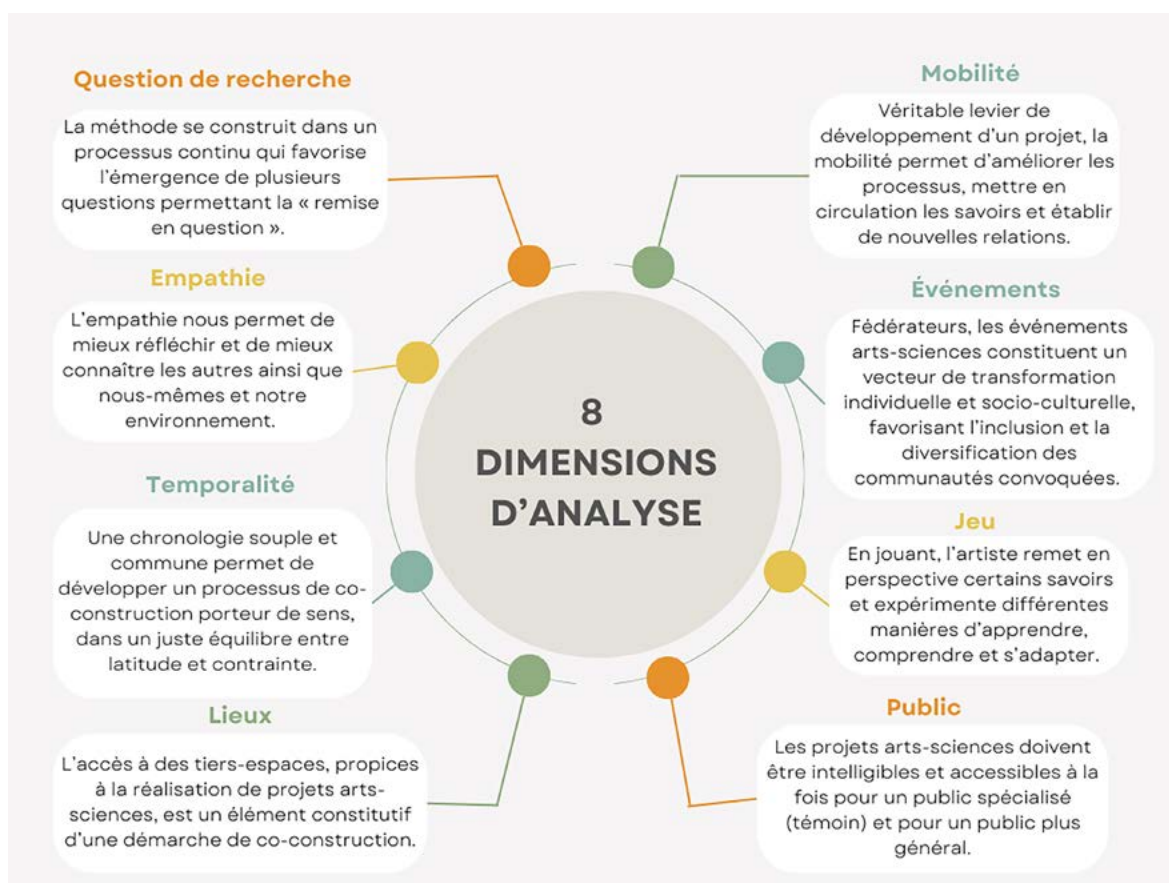 Question de recherche
La méthode se construit dans un
processus continu qui favorise
l'émergence de plusieurs
questions permettant la « remise
en question ».
Empathie
L'empathie nous permet de
mieux réfléchir et de mieux
connaître les autres ainsi que
nous-mêmes et notre
environnement.
Temporalité
Une chronologie souple et
commune permet de
développer un processus de co-
construction porteur de sens,
dans un juste équilibre entre
latitude et contrainte.
Lieux
L'accès à des tiers-espaces, propices
à la réalisation de projets arts-
sciences, est un élément constitutif
d'une démarche de co-construction.
8
DIMENSIONS
D'ANALYSE
Mobilité
Véritable levier de
développement d'un projet, la
mobilité permet d'améliorer les
processus, mettre en
circulation les savoirs et établir
de nouvelles relations.
Événements
Fédérateurs, les événements
arts-sciences constituent un
vecteur de transformation
individuelle et socio-culturelle,
favorisant l'inclusion et la
diversification des
communautés convoquées.
Jeu
En jouant, l'artiste remet en
perspective certains savoirs
et expérimente différentes
manières d'apprendre,
comprendre et s'adapter.
Public
Les projets arts-sciences doivent
être intelligibles et accessibles à la
fois pour un public spécialisé
(témoin) et pour un public plus
général.